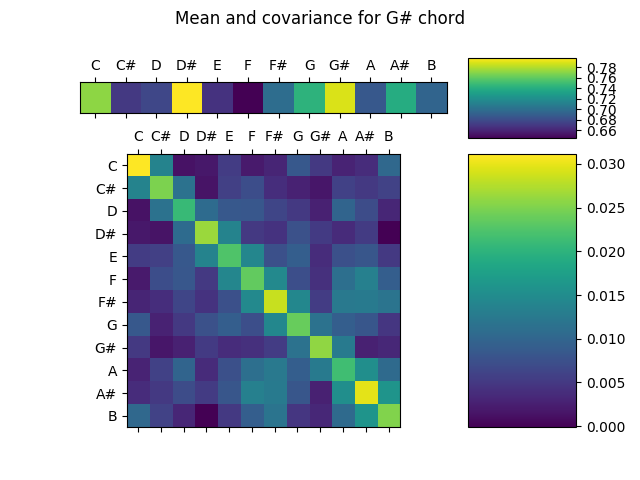 Mean and covariance for G# chord
C C# D D# E F F# G G# A A# B
0.78
0.76
0.74
0.72
0.70
0.68
0.66
C C# D D# E F F# G G# A A# B
C
C#
D
D#
E
F
F#
G
G#
A
A#
B
0.030
0.025
0.020
0.015
0.010
0.005
0.000